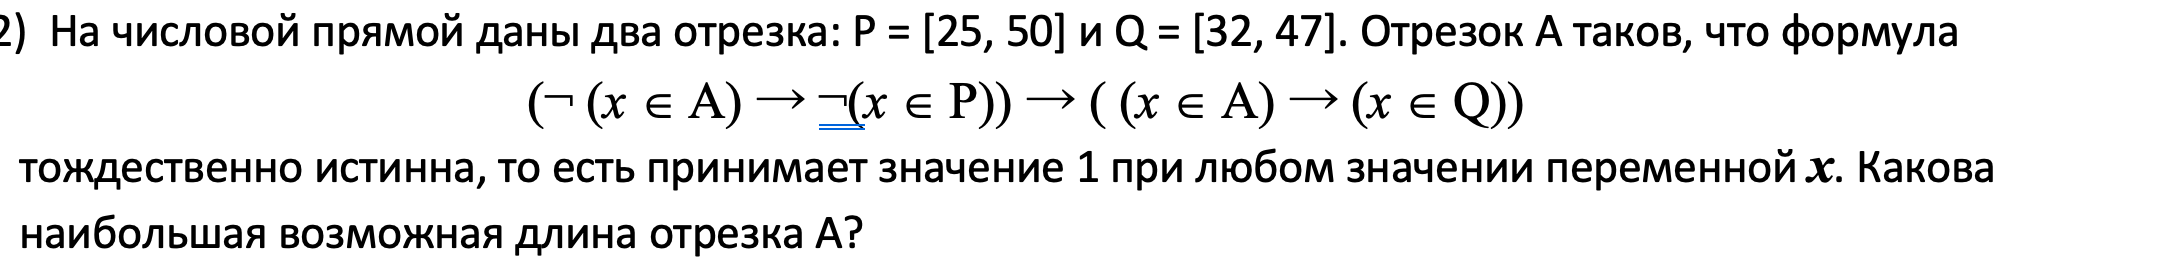 2) На числовой прямой даны два отрезка: P = [25, 50] и Q = [32, 47]. Отрезок A таков, что формула
(¬ (x ∈ A) → ¬(x ∈ P)) → ( (x ∈ A) → (x ∈ Q))
тождественно истинна, то есть принимает значение 1 при любом значении переменной x. Какова
наибольшая возможная длина отрезка A?